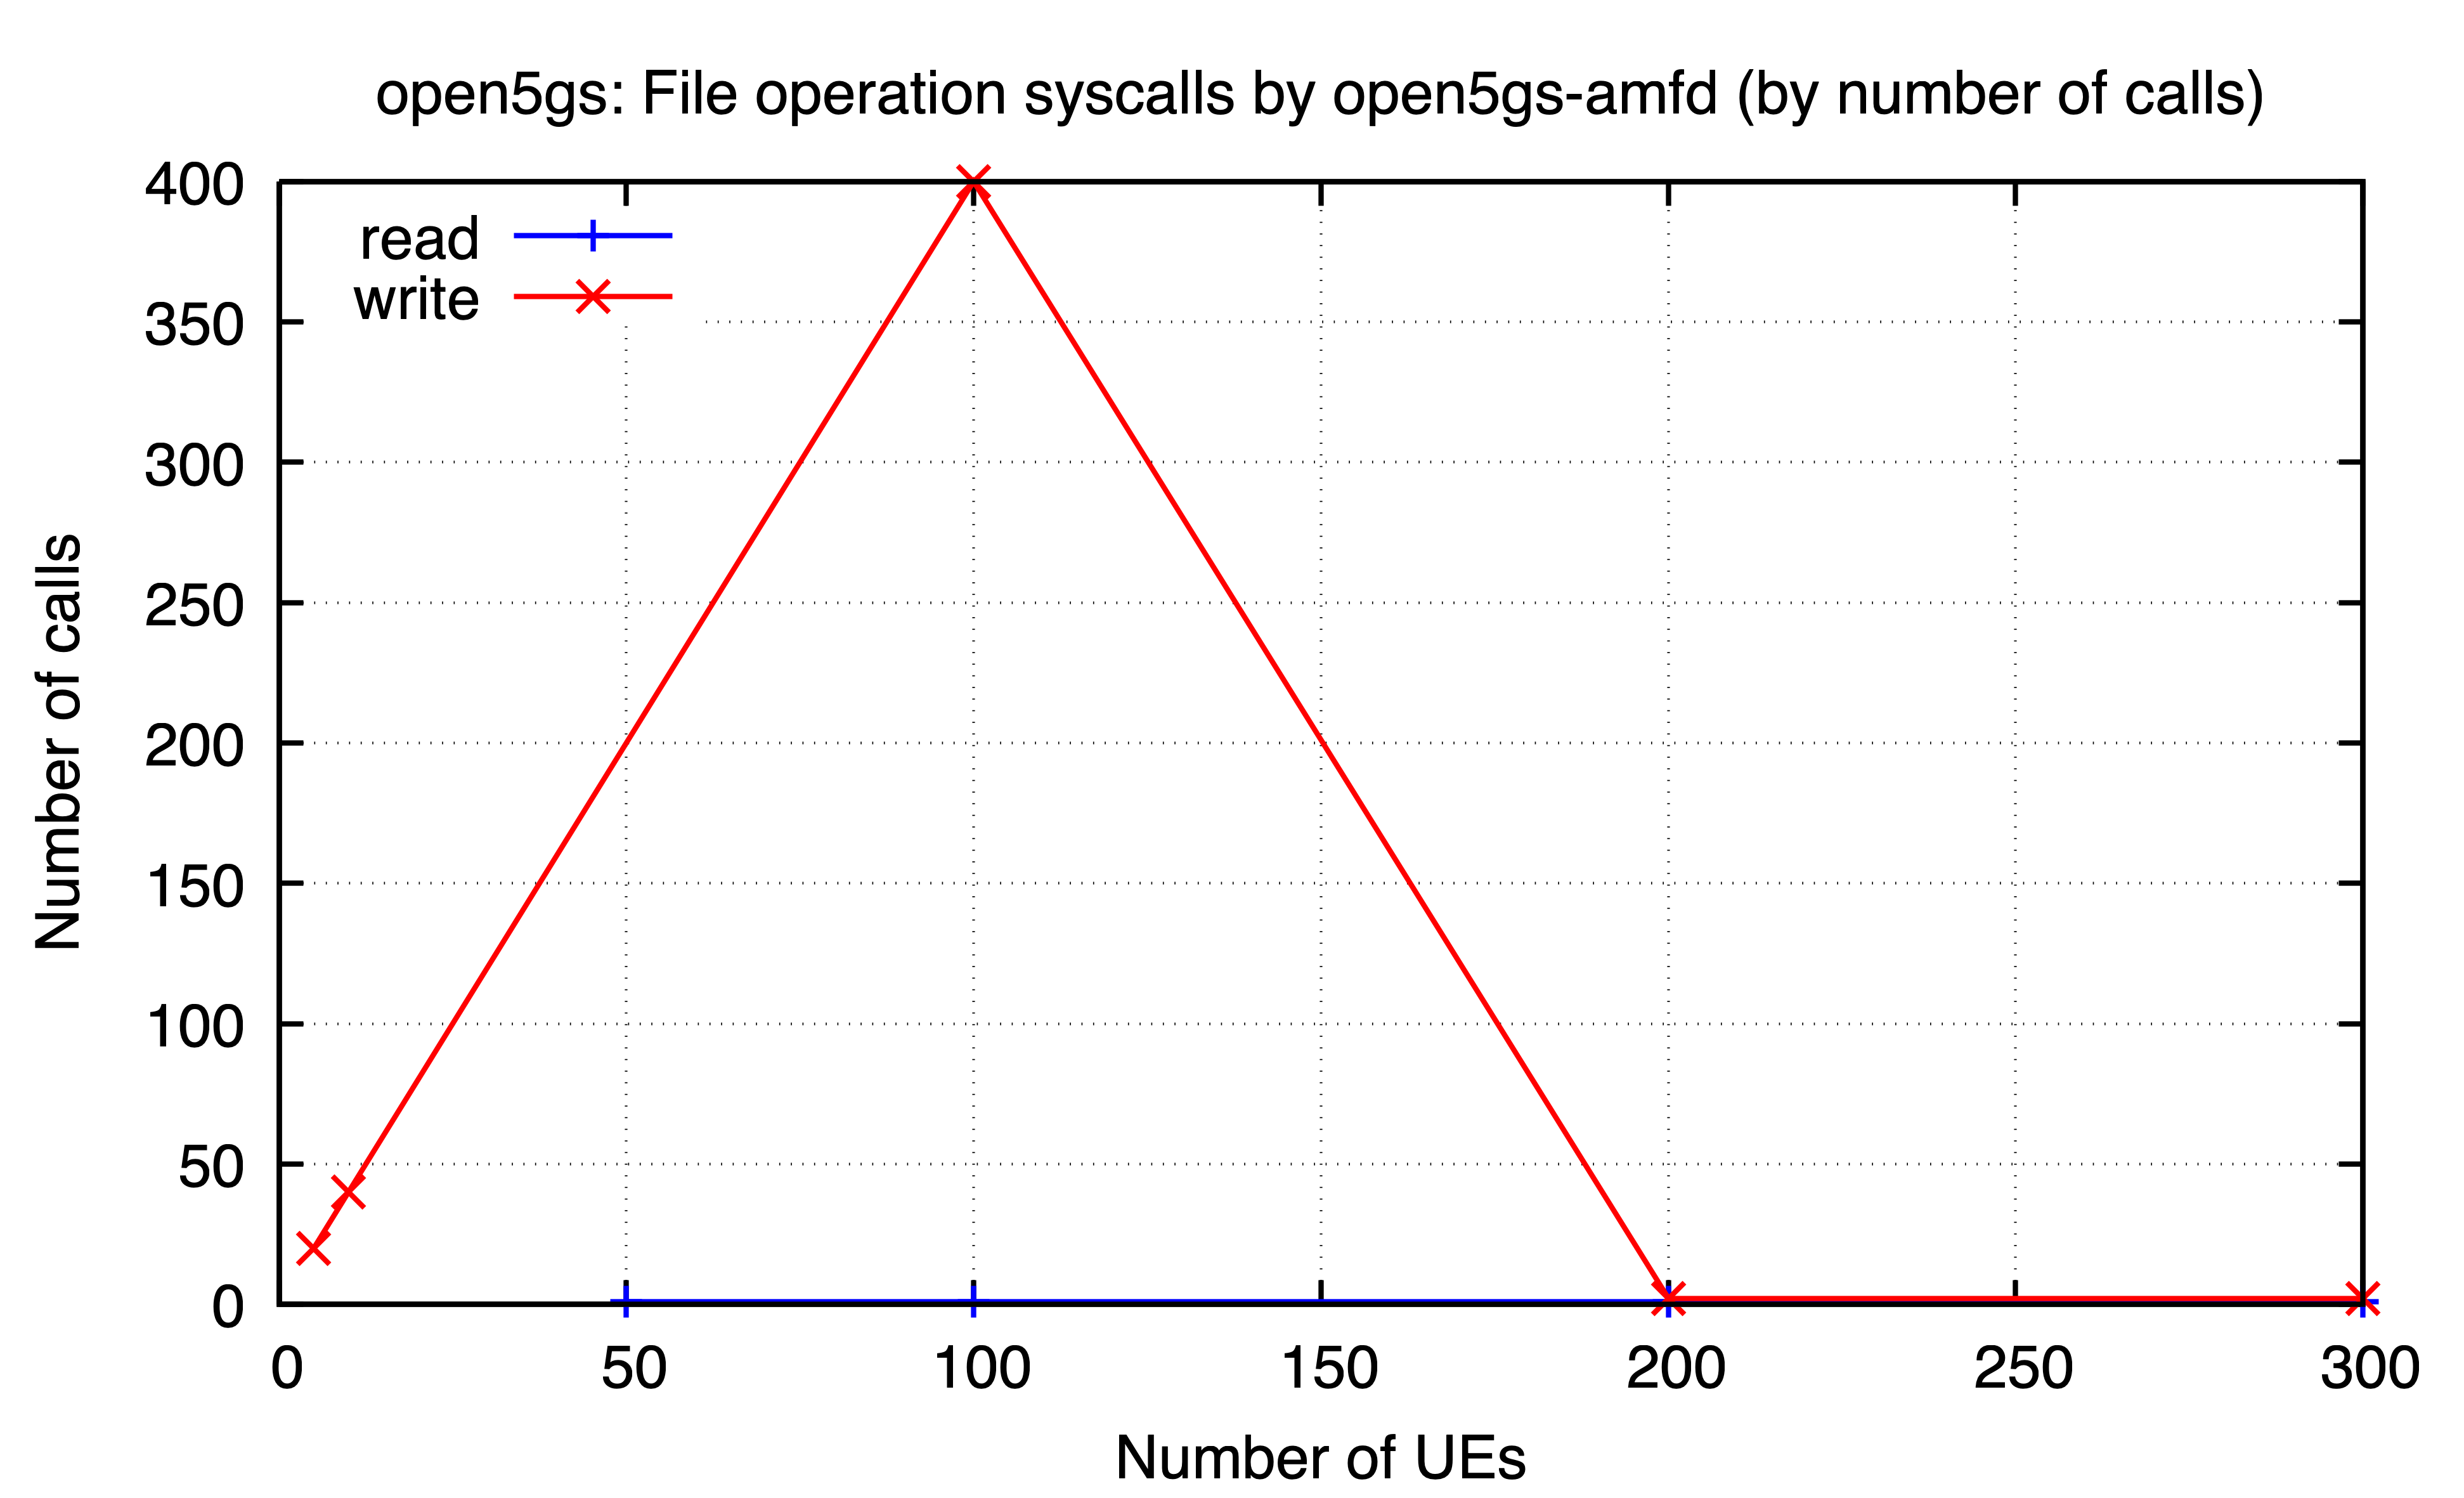 open5gs: File operation syscalls by open5gs-amfd (by number of calls)
400
350
300
250
200
150
100
50
0
read
write
Number of calls
0 50 100 150 200 250 300
Number of UEs